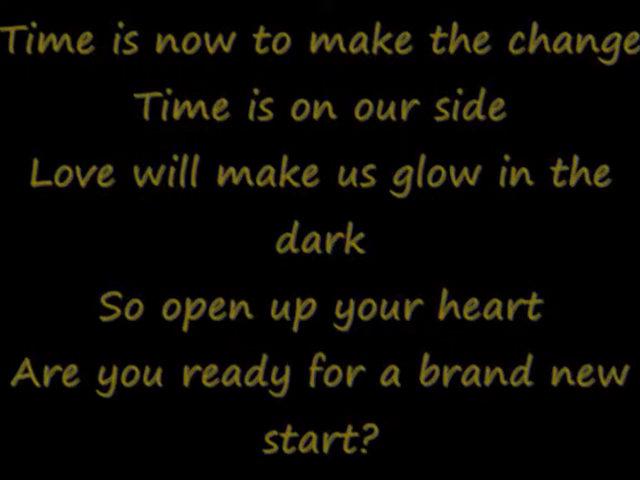 Time is now to make the change
Time is on our side
Love will make us glow in the
dark
So open up your heart
Are you ready for a brand new
start?